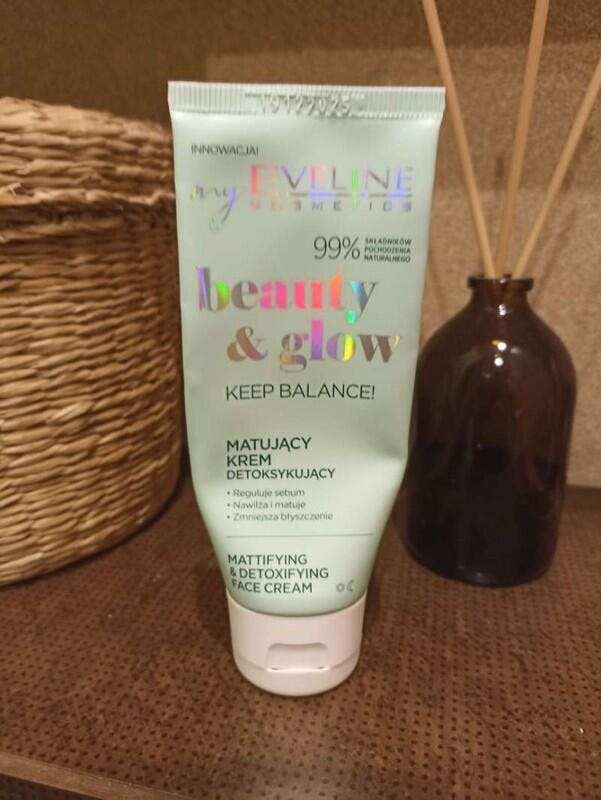 INNOWACJA!
my EVELINE
COSMETICS
99% SKŁADNIKÓW
POCHODZENIA
NATURALNEGO
beauty
& glow
KEEP BALANCE!
MATUJĄCY
KREM
DETOKSYKUJĄCY
• Reguluje sebum
• Nawilża i matuje
• Zmniejsza błyszczenie
MATTIFYING
& DETOXIFYING
FACE CREAM